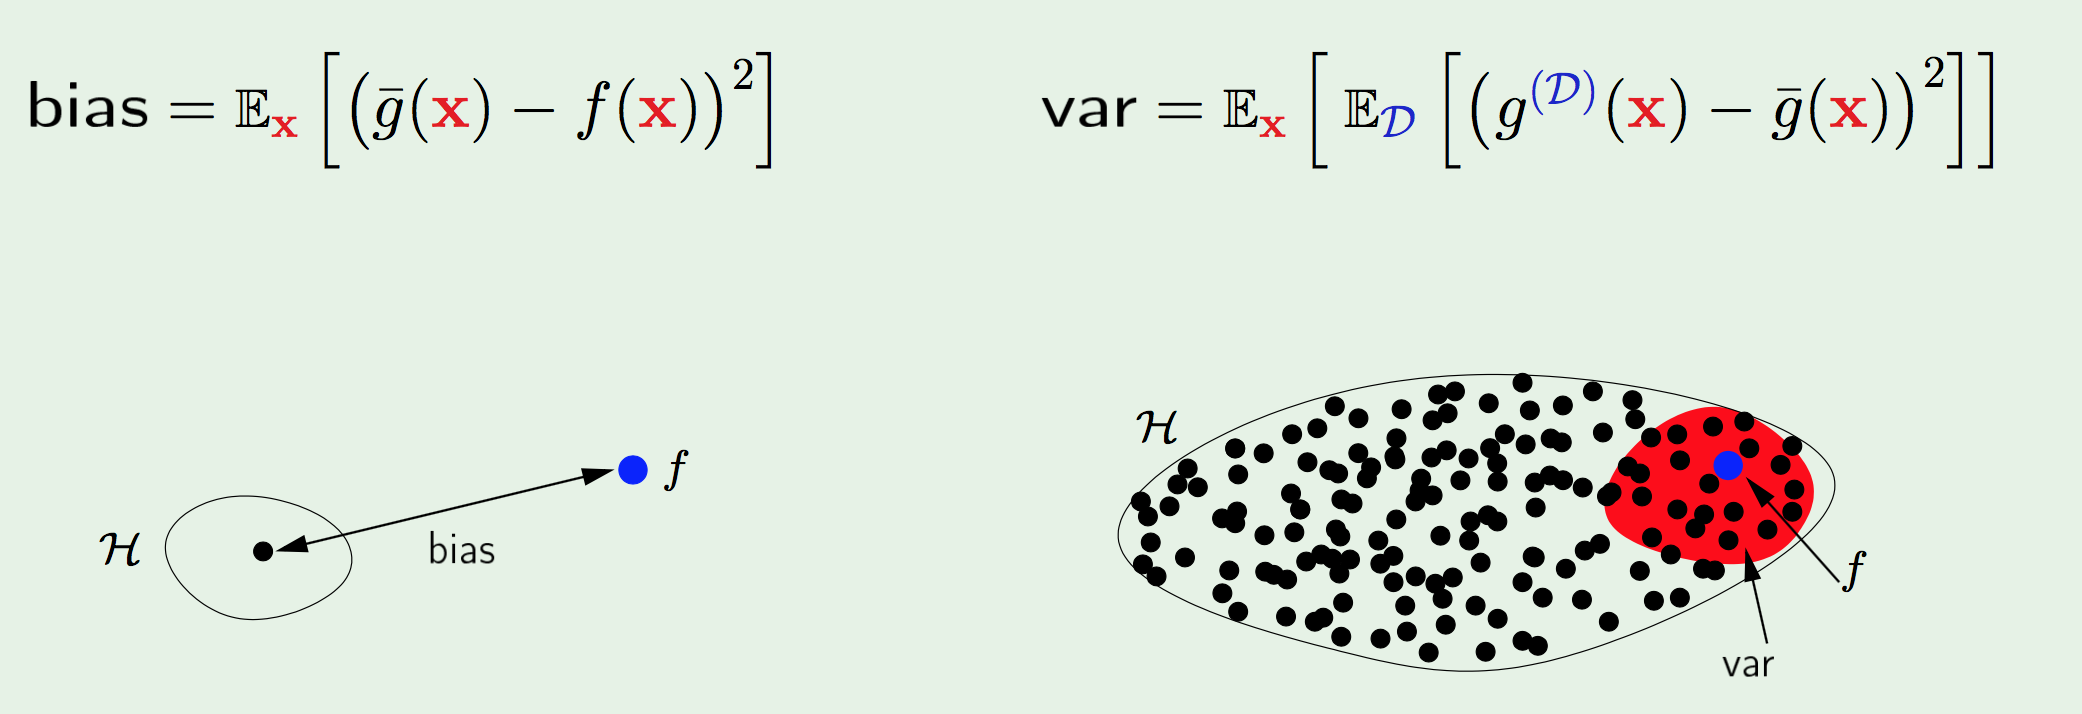 bias = 𝔼ₓ [(ḡ(x) − f(x))²]
var = 𝔼ₓ [𝔼_𝒟 [(g^(𝒟)(x) − ḡ(x))²]]
ℋ
f
ℋ
bias
f
var